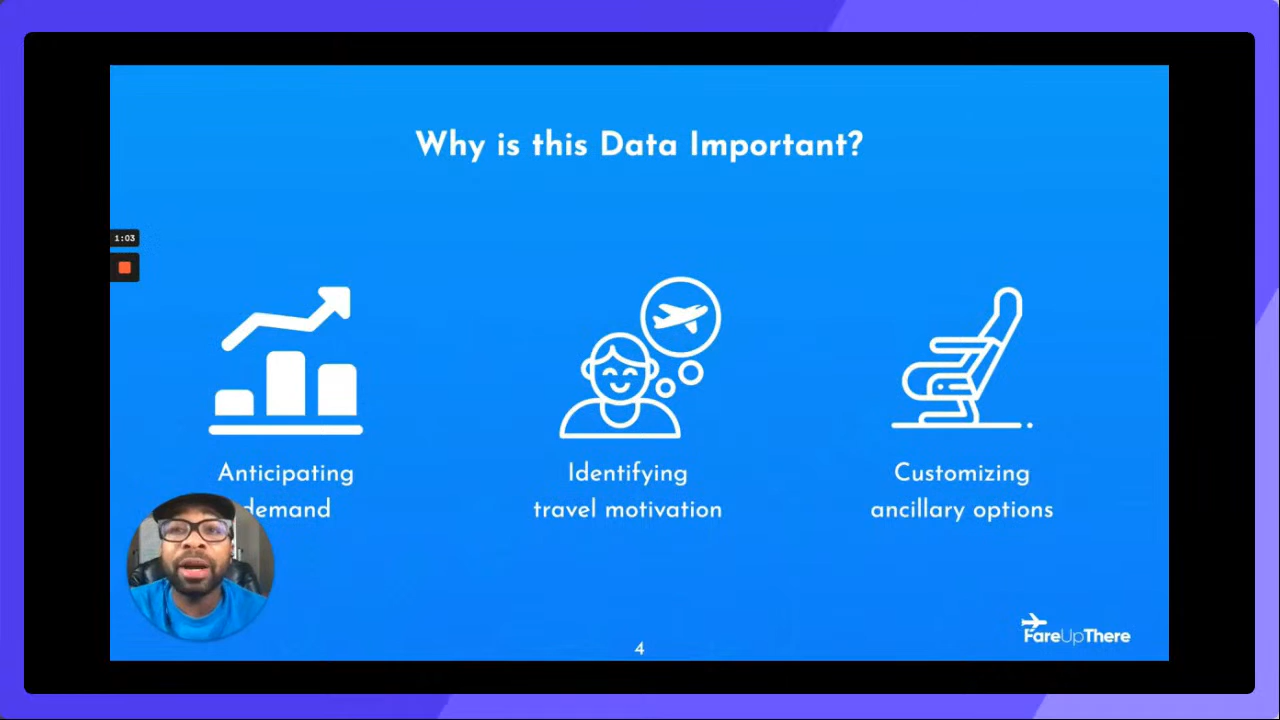 Why is this Data Important?
1:03
Anticipating
demand
Identifying
travel motivation
Customizing
ancillary options
FareUpThere
4